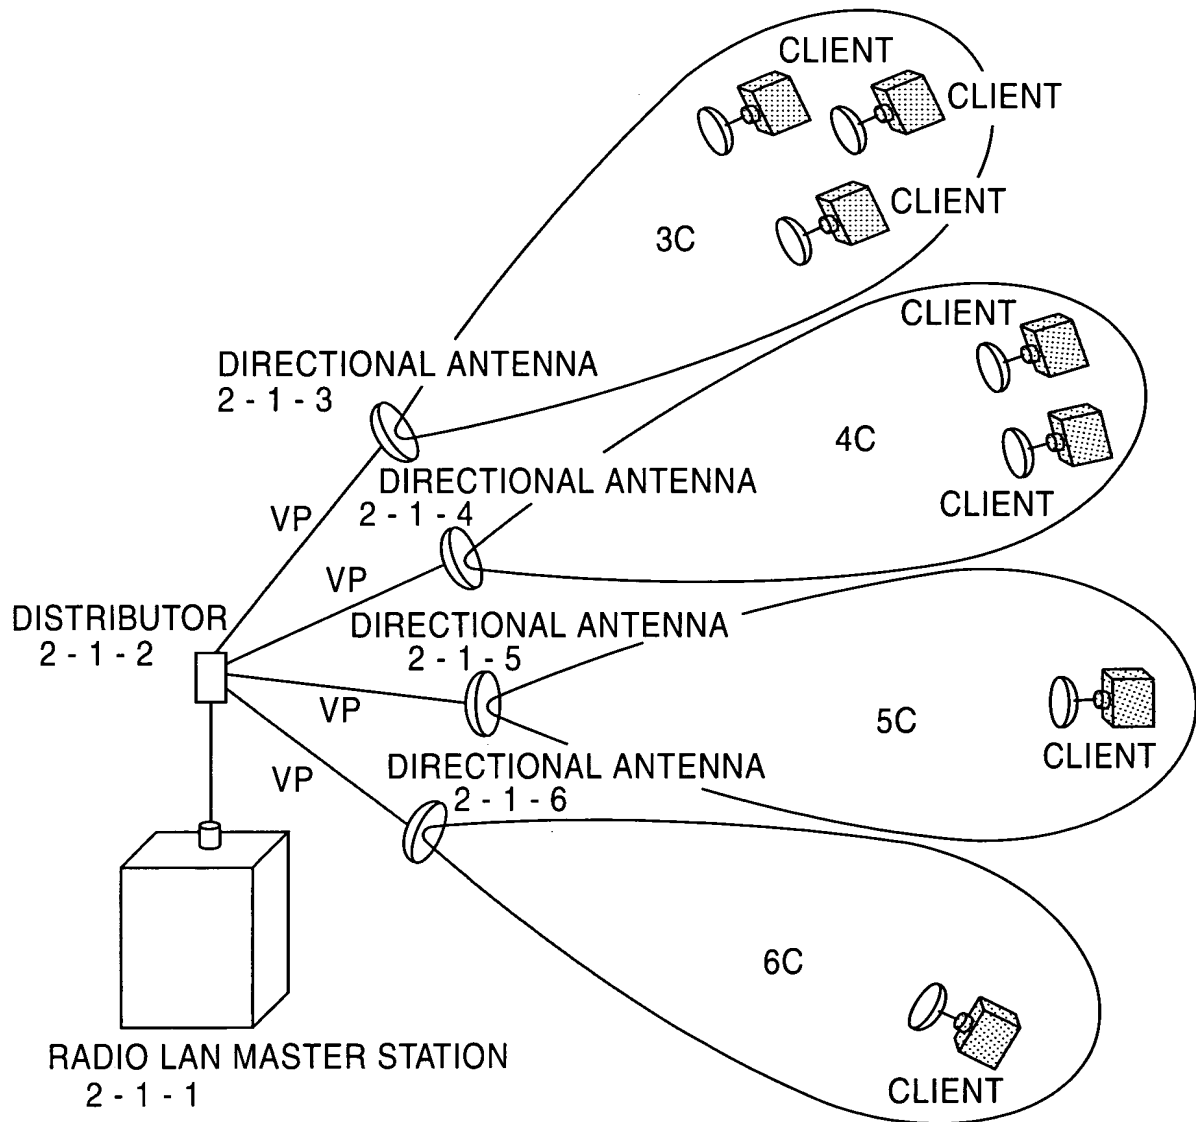 CLIENT
CLIENT
CLIENT
3C
CLIENT
DIRECTIONAL ANTENNA
2 - 1 - 3
4C
DIRECTIONAL ANTENNA
2 - 1 - 4
CLIENT
VP
VP
DISTRIBUTOR
2 - 1 - 2
DIRECTIONAL ANTENNA
2 - 1 - 5
VP
5C
CLIENT
VP
DIRECTIONAL ANTENNA
2 - 1 - 6
6C
RADIO LAN MASTER STATION
2 - 1 - 1
CLIENT